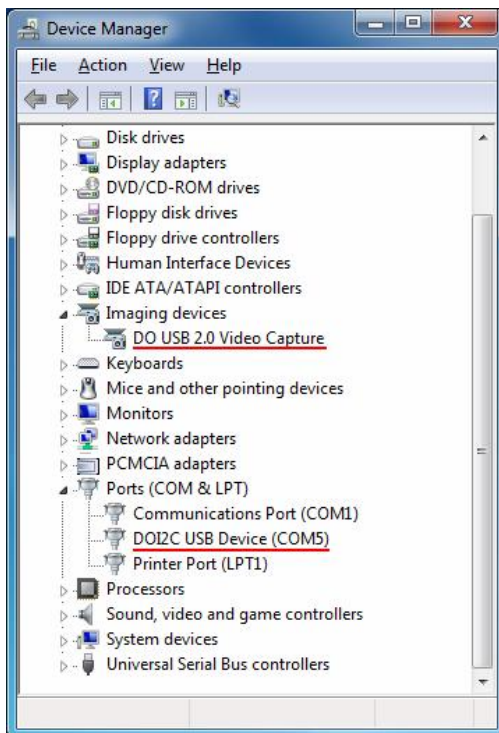 Device Manager
File Action View Help
Disk drives
Display adapters
DVD/CD-ROM drives
Floppy disk drives
Floppy drive controllers
Human Interface Devices
IDE ATA/ATAPI controllers
Imaging devices
DO USB 2.0 Video Capture
Keyboards
Mice and other pointing devices
Monitors
Network adapters
PCMCIA adapters
Ports (COM & LPT)
Communications Port (COM1)
DOI2C USB Device (COM5)
Printer Port (LPT1)
Processors
Sound, video and game controllers
System devices
Universal Serial Bus controllers